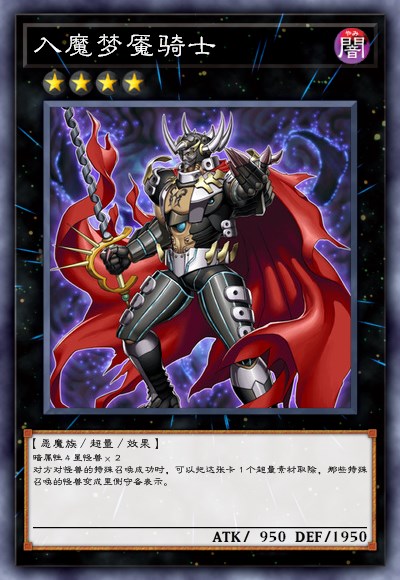 入魔梦魇骑士
やみ
闇
【恶魔族／超量／效果】
暗属性４星怪兽×２
对方对怪兽的特殊召唤成功时，可以把这张卡１个超量素材取除，那些特殊
召唤的怪兽变成里侧守备表示。
ATK/ 950 DEF/1950